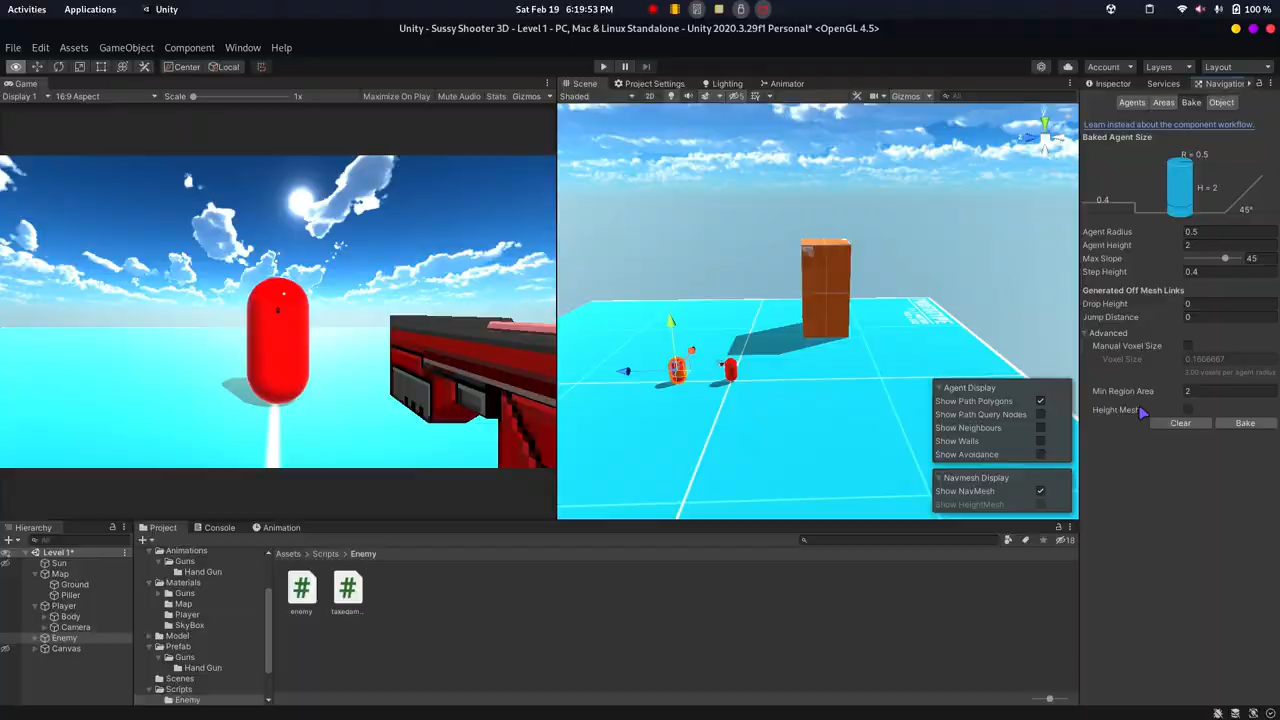 Activities Applications Unity Sat Feb 19 6:19:53 PM 100 %
Unity - Sussy Shooter 3D - Level 1 - PC, Mac & Linux Standalone - Unity 2020.3.29f1 Personal* <OpenGL 4.5>
File Edit Assets GameObject Component Window Help
Center Local Account Layers Layout
Game Scene Project Settings Lighting Animator Inspector Services Navigation
Display 1 16:9 Aspect Scale 1x Maximize On Play Mute Audio Stats Gizmos Shaded 2D Gizmos All
Agents Areas Bake Object
Learn instead about the component workflow.
Baked Agent Size
R = 0.5
H = 2
0.4
45°
Agent Radius 0.5
Agent Height 2
Max Slope 45
Step Height 0.4
Generated Off Mesh Links
Drop Height 0
Jump Distance 0
Advanced
Manual Voxel Size
Voxel Size 0.1666667
3.00 voxels per agent radius
Min Region Area 2
Height Mesh
Clear Bake
Agent Display
Show Path Polygons
Show Path Query Nodes
Show Neighbours
Show Walls
Show Avoidance
Navmesh Display
Show NavMesh
Show HeightMesh
Hierarchy
All
Level 1*
Sun
Map
Ground
Piller
Player
Body
Camera
Enemy
Canvas
Project Console Animation
18
Animations
Guns
Hand Gun
Materials
Guns
Map
Player
SkyBox
Model
Prefab
Guns
Hand Gun
Scenes
Scripts
Enemy
Assets Scripts Enemy
enemy takedam...